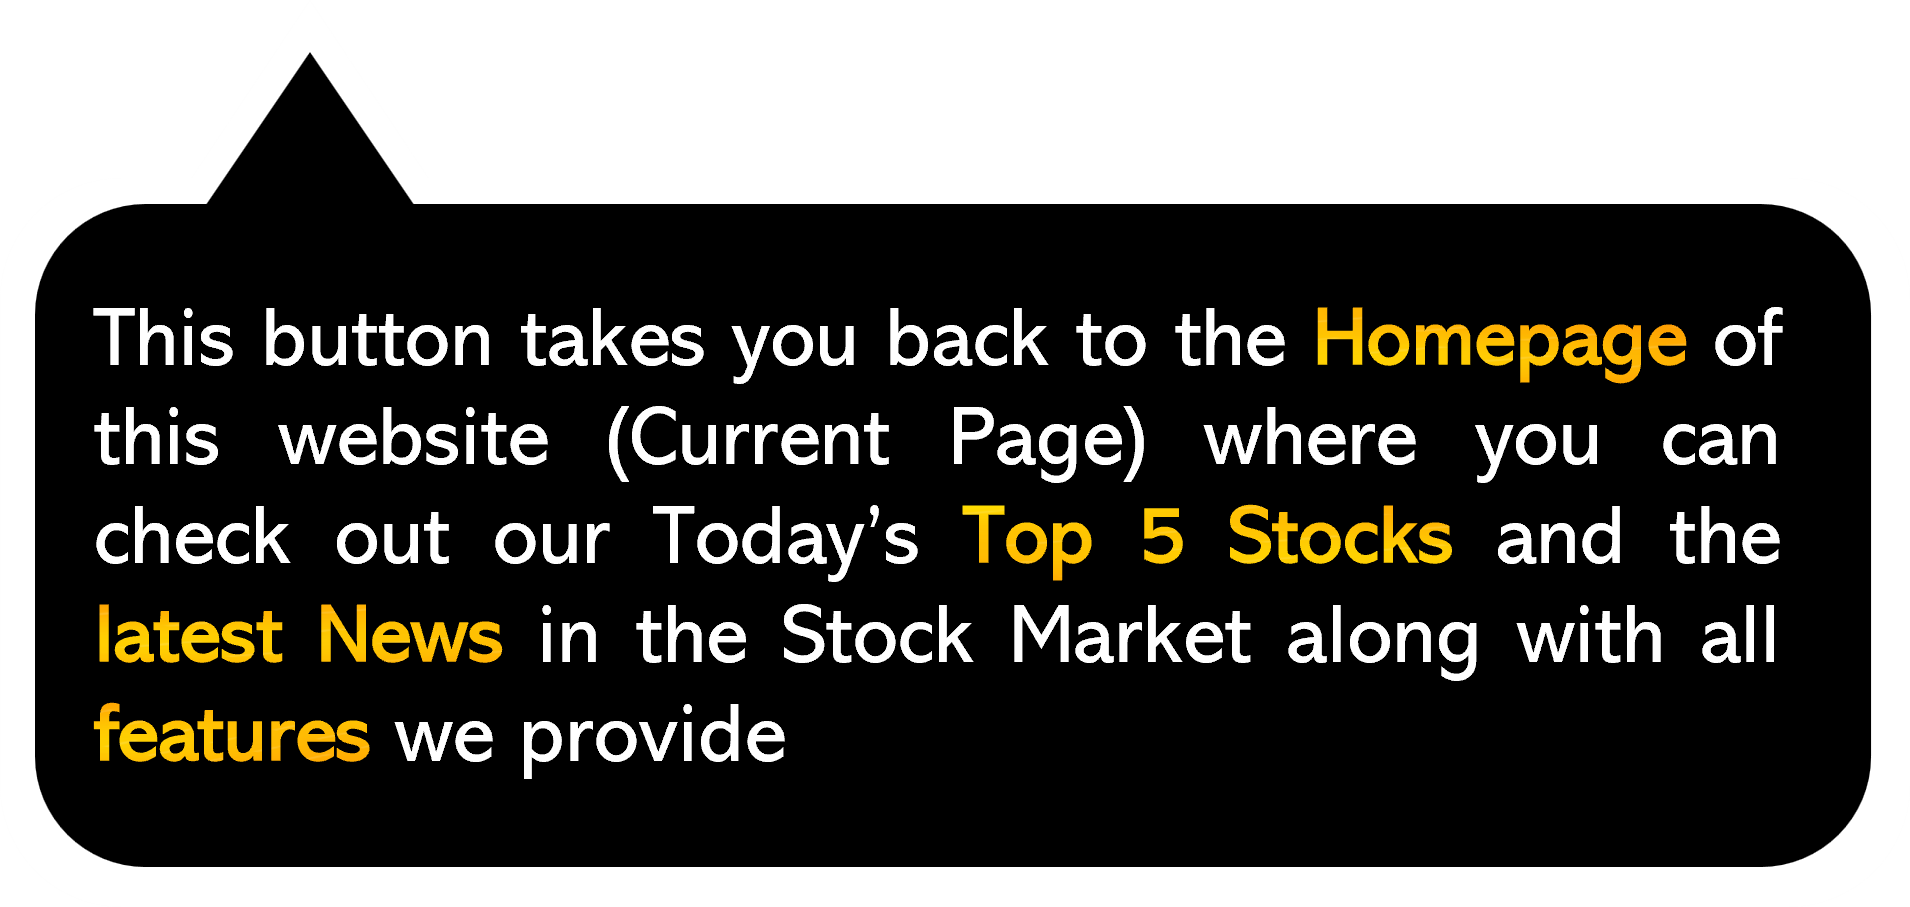 This button takes you back to the Homepage of
this website (Current Page) where you can
check out our Today’s Top 5 Stocks and the
latest News in the Stock Market along with all
features we provide